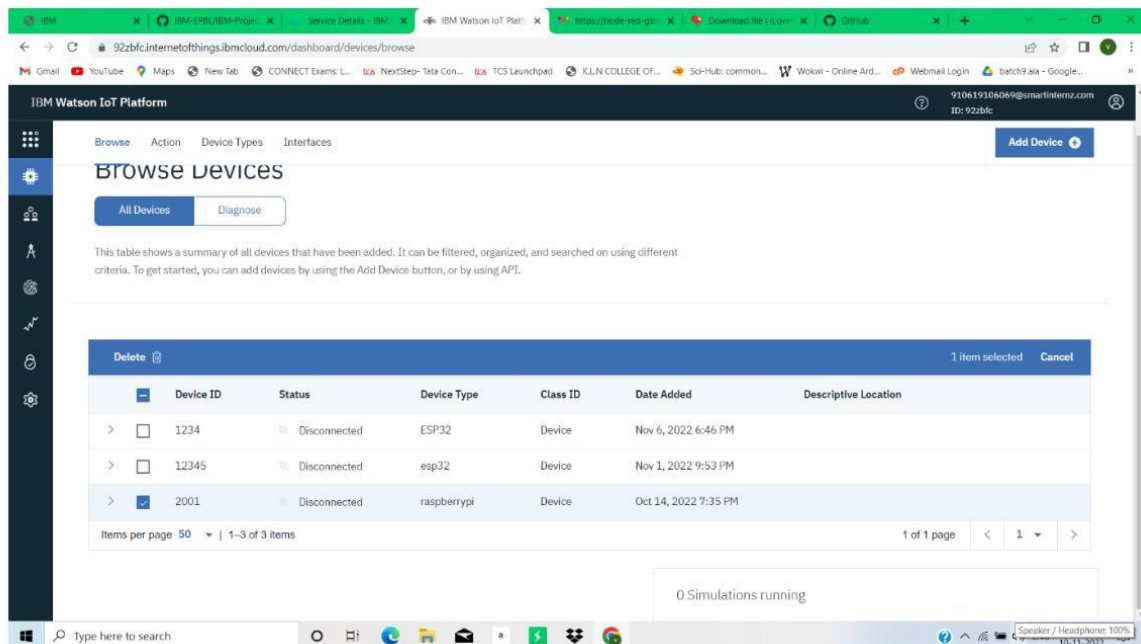 IBM
IBM-EPBL/IBM-Projec
Service Details - IBM
IBM Watson IoT Platf
https://node-red-gtm
Download file | iLove
GitHub
92zbfc.internetofthings.ibmcloud.com/dashboard/devices/browse
Gmail
YouTube
Maps
New Tab
CONNECT Exams: L...
NextStep- Tata Con...
TCS Launchpad
K.L.N COLLEGE OF...
Sci-Hub: common...
Wokwi - Online Ard...
Webmail Login
batch9.aia - Google...
IBM Watson IoT Platform
910619106069@smartinternz.com
ID: 92zbfc
Browse Action Device Types Interfaces
Add Device
Browse Devices
All Devices Diagnose
This table shows a summary of all devices that have been added. It can be filtered, organized, and searched on using different
criteria. To get started, you can add devices by using the Add Device button, or by using API.
Delete 1 item selected Cancel
Device ID Status Device Type Class ID Date Added Descriptive Location
1234 Disconnected ESP32 Device Nov 6, 2022 6:46 PM
12345 Disconnected esp32 Device Nov 1, 2022 9:53 PM
2001 Disconnected raspberrypi Device Oct 14, 2022 7:35 PM
Items per page 50 | 1–3 of 3 items 1 of 1 page 1
0 Simulations running
Type here to search
Speaker / Headphone: 100%
10-11-2022